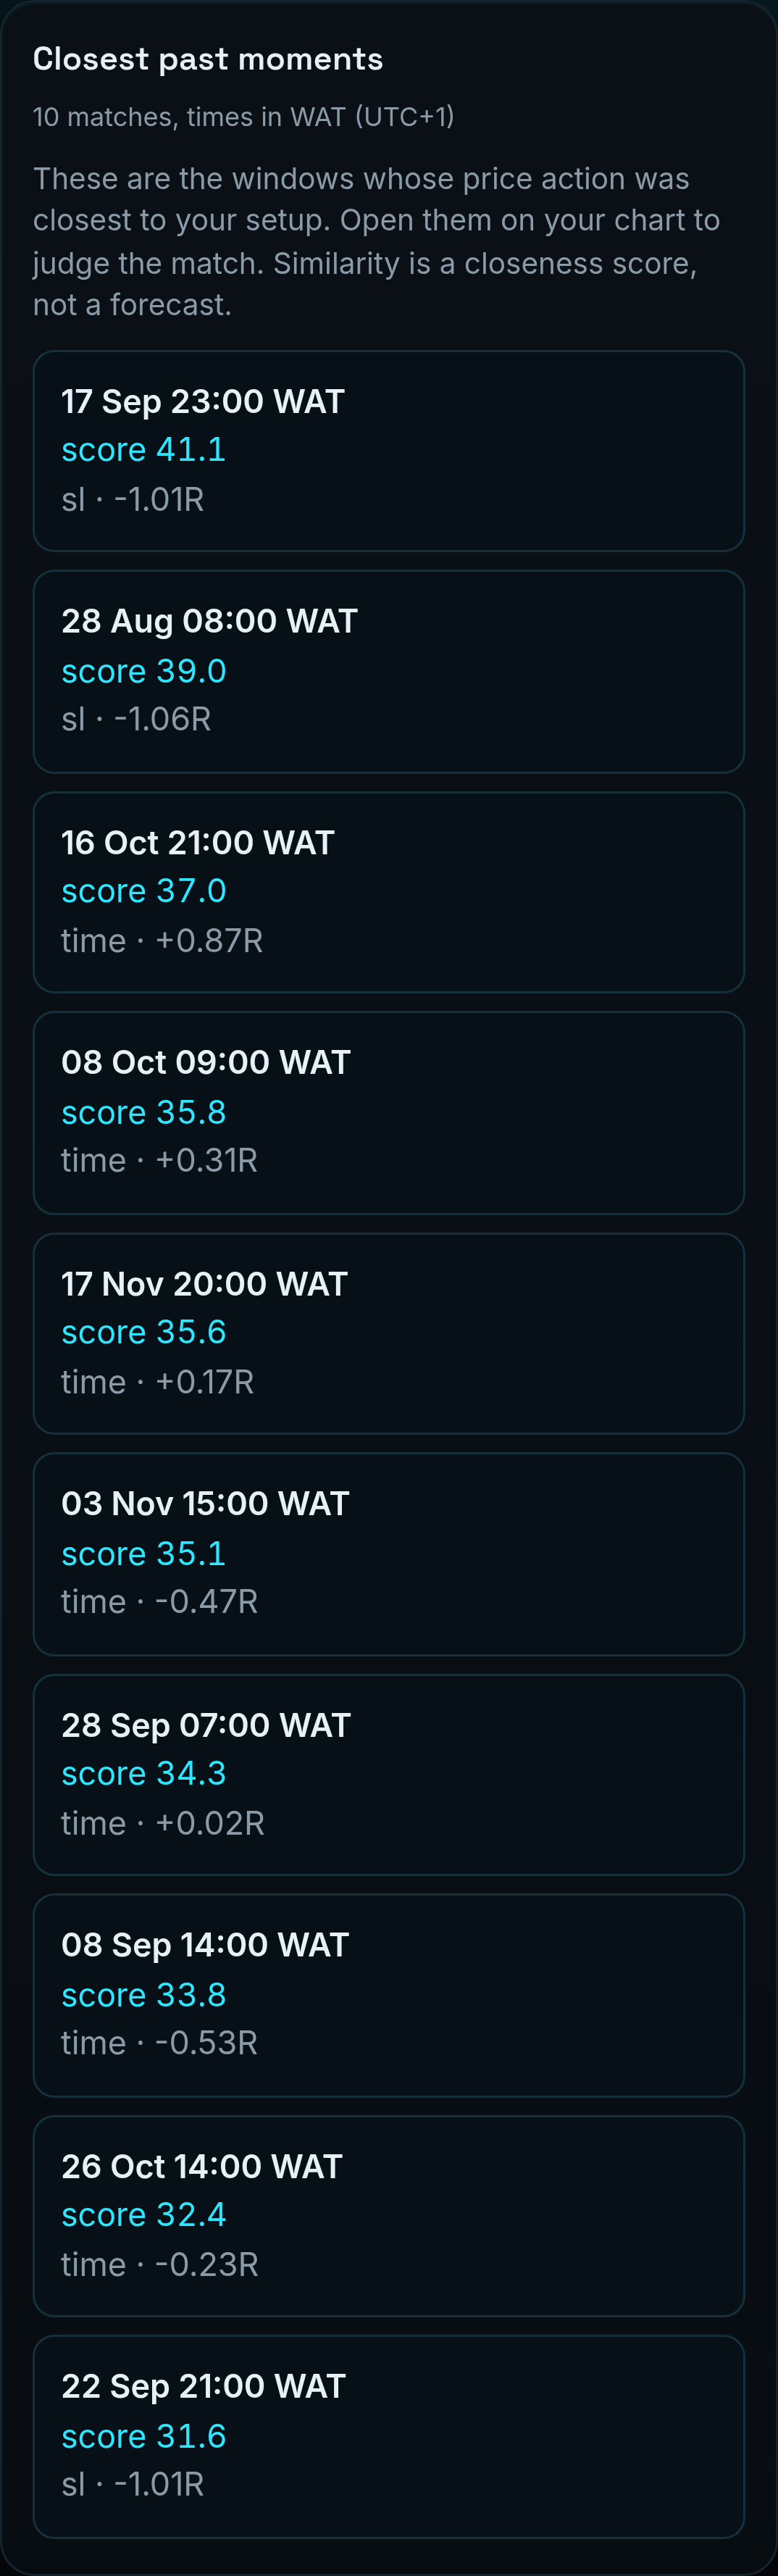 Closest past moments
10 matches, times in WAT (UTC+1)
These are the windows whose price action was
closest to your setup. Open them on your chart to
judge the match. Similarity is a closeness score,
not a forecast.
17 Sep 23:00 WAT
score 41.1
sl · -1.01R
28 Aug 08:00 WAT
score 39.0
sl · -1.06R
16 Oct 21:00 WAT
score 37.0
time · +0.87R
08 Oct 09:00 WAT
score 35.8
time · +0.31R
17 Nov 20:00 WAT
score 35.6
time · +0.17R
03 Nov 15:00 WAT
score 35.1
time · -0.47R
28 Sep 07:00 WAT
score 34.3
time · +0.02R
08 Sep 14:00 WAT
score 33.8
time · -0.53R
26 Oct 14:00 WAT
score 32.4
time · -0.23R
22 Sep 21:00 WAT
score 31.6
sl · -1.01R